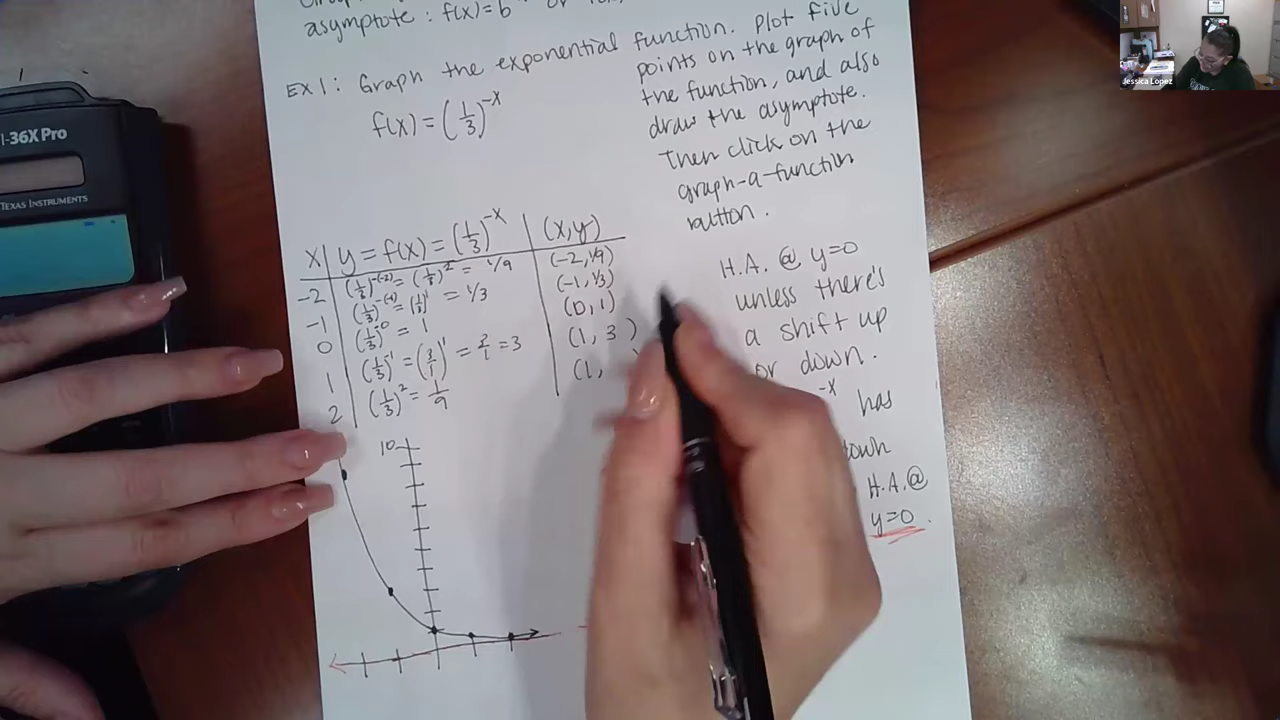 asymptote: f(x)=b or
EX 1: Graph the exponential function. Plot five
points on the graph of
the function, and also
draw the asymptote.
Then click on the
graph-a-function
button.
f(x) = (1/3)^-x
x | y = f(x) = (1/3)^-x | (x,y)
-2 | (1/3)^-(-2) = (1/3)^2 = 1/9 | (-2, 1/9)
-1 | (1/3)^-(-1) = (1/3)^1 = 1/3 | (-1, 1/3)
0 | (1/3)^-0 = 1 | (0, 1)
1 | (1/3)^-1 = (3/1)^1 = 3/1 = 3 | (1, 3)
2 | (1/3)^2 = 1/9 | (1,
H.A. @ y=0
unless there's
a shift up
or down.
-x has
H.A.@
y=0.
10
I-36X Pro
TEXAS INSTRUMENTS
Jessica Lopez